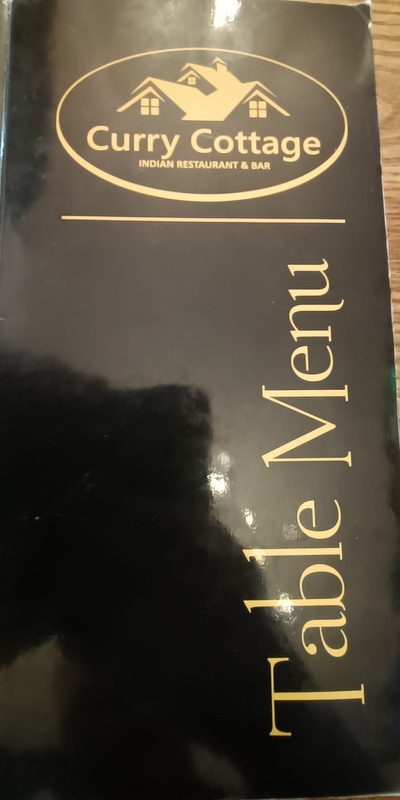 Curry Cottage
INDIAN RESTAURANT & BAR
Table Menu